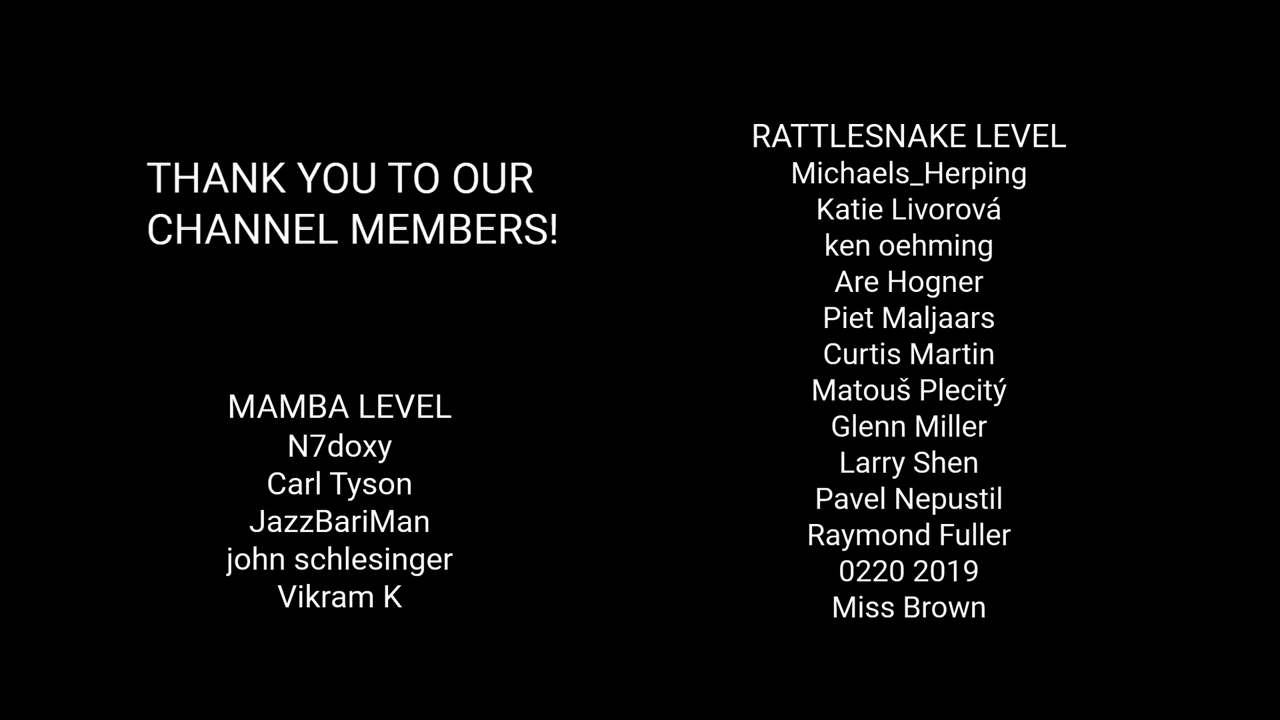 THANK YOU TO OUR
CHANNEL MEMBERS!
MAMBA LEVEL
N7doxy
Carl Tyson
JazzBariMan
john schlesinger
Vikram K
RATTLESNAKE LEVEL
Michaels_Herping
Katie Livorová
ken oehming
Are Hogner
Piet Maljaars
Curtis Martin
Matouš Plecitý
Glenn Miller
Larry Shen
Pavel Nepustil
Raymond Fuller
0220 2019
Miss Brown